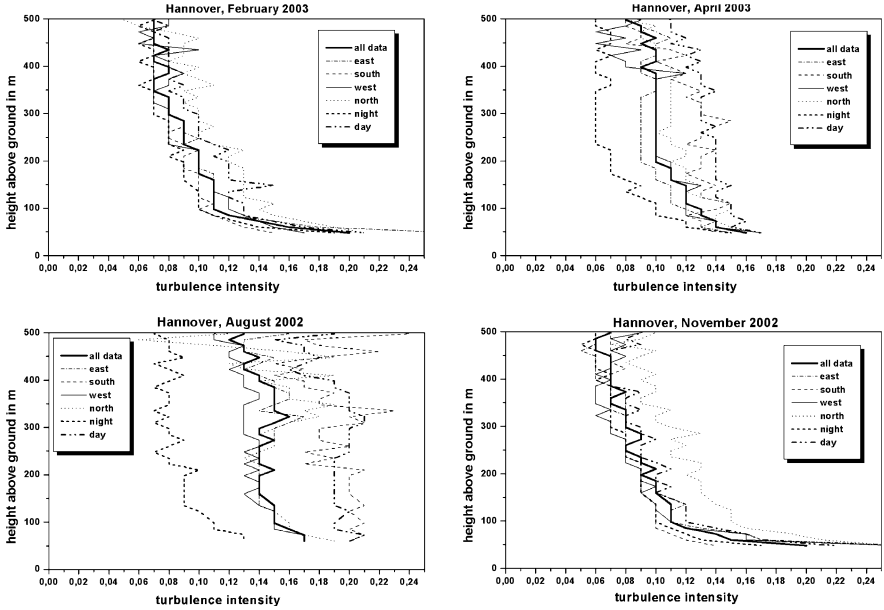 Hannover, February 2003
500
400
300
200
100
0
height above ground in m
all data
east
south
west
north
night
day
0,00 0,02 0,04 0,06 0,08 0,10 0,12 0,14 0,16 0,18 0,20 0,22 0,24
turbulence intensity
Hannover, April 2003
500
400
300
200
100
0
height above ground in m
all data
east
south
west
north
night
day
0,00 0,02 0,04 0,06 0,08 0,10 0,12 0,14 0,16 0,18 0,20 0,22 0,24
turbulence intensity
Hannover, August 2002
500
400
300
200
100
0
height above ground in m
all data
east
south
west
north
night
day
0,00 0,02 0,04 0,06 0,08 0,10 0,12 0,14 0,16 0,18 0,20 0,22 0,24
turbulence intensity
Hannover, November 2002
500
400
300
200
100
0
height above ground in m
all data
east
south
west
north
night
day
0,00 0,02 0,04 0,06 0,08 0,10 0,12 0,14 0,16 0,18 0,20 0,22 0,24
turbulence intensity